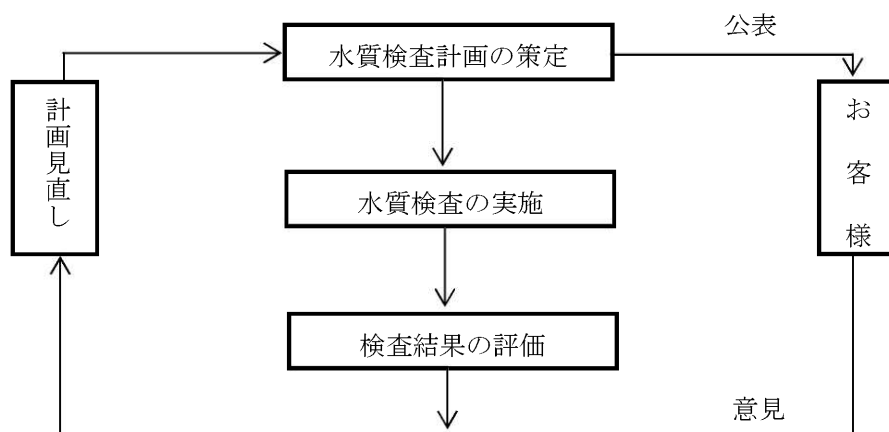 公表
水質検査計画の策定
計画見直し
お客様
水質検査の実施
検査結果の評価
意見